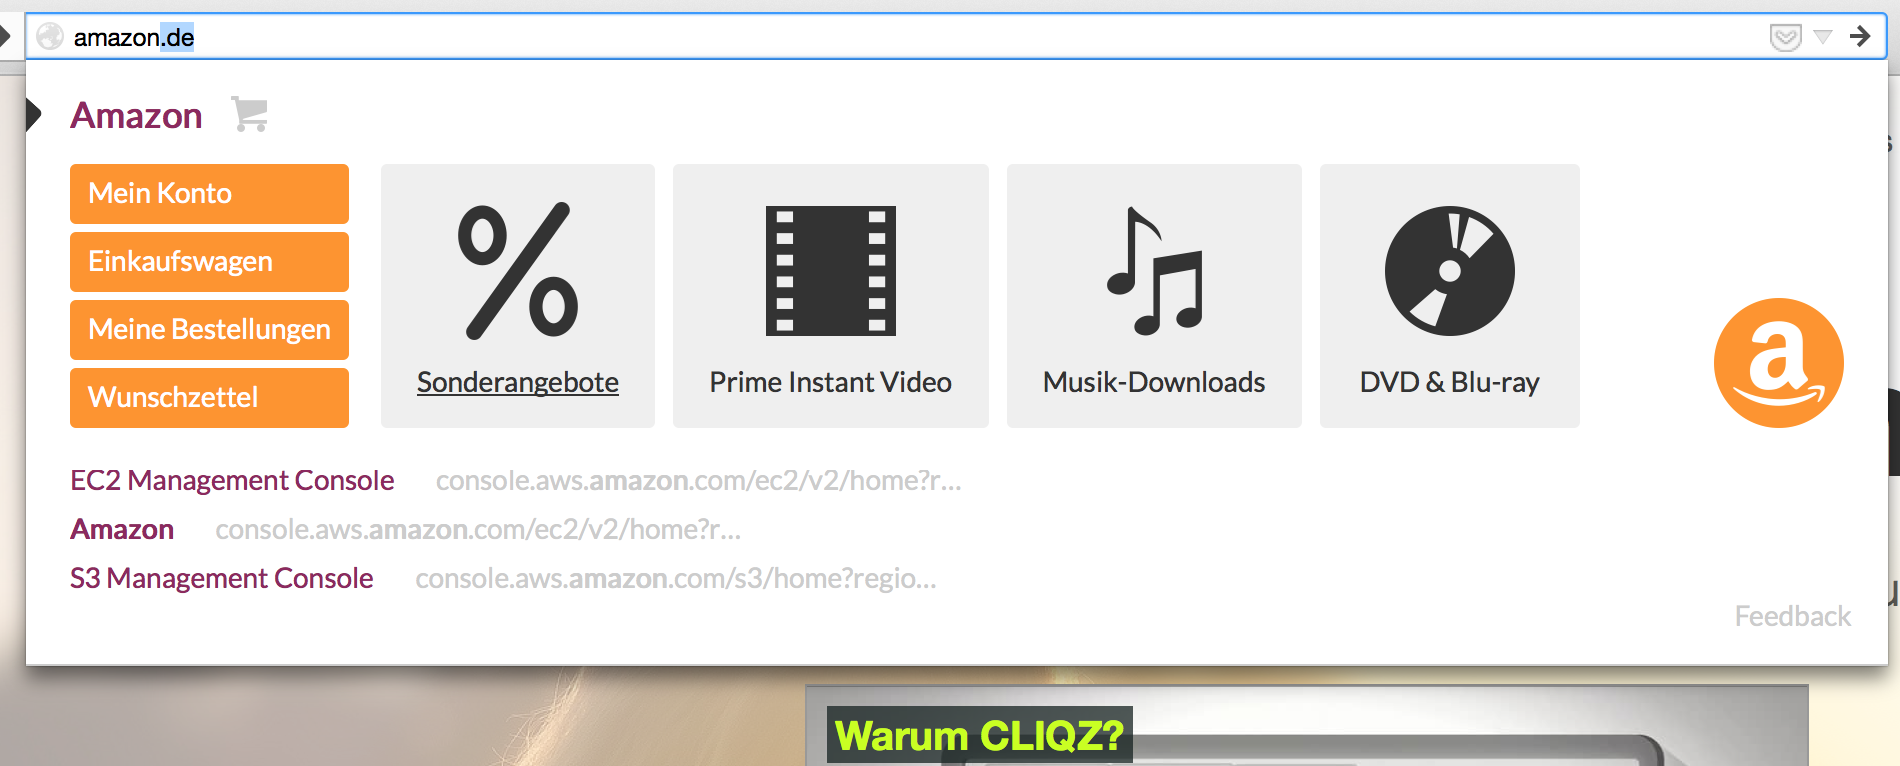 amazon.de
Amazon
Mein Konto
Einkaufswagen
Meine Bestellungen
Wunschzettel
Sonderangebote
Prime Instant Video
Musik-Downloads
DVD & Blu-ray
EC2 Management Console console.aws.amazon.com/ec2/v2/home?r...
Amazon console.aws.amazon.com/ec2/v2/home?r...
S3 Management Console console.aws.amazon.com/s3/home?regio...
Feedback
Warum CLIQZ?